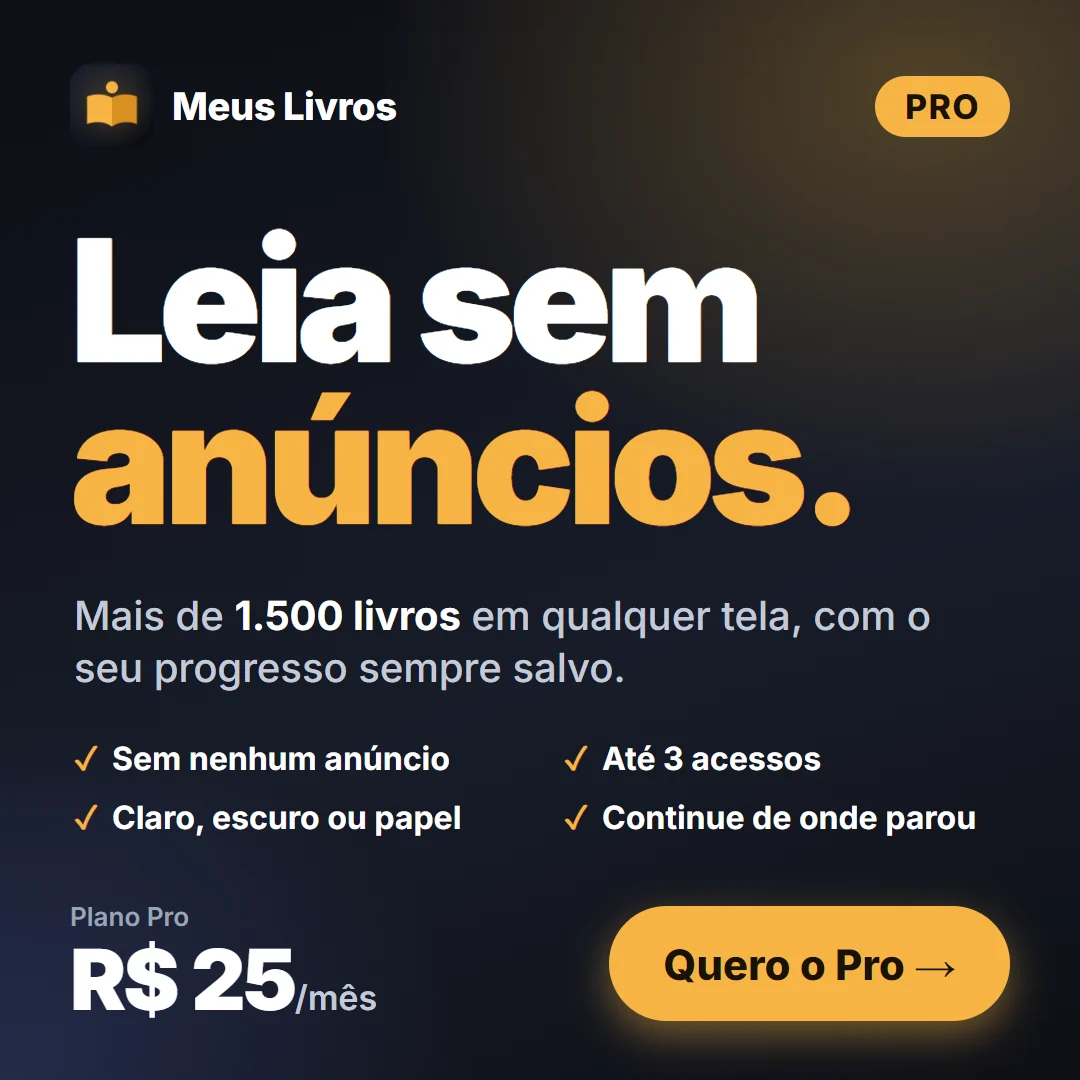 Meus Livros
PRO
Leia sem
anúncios.
Mais de 1.500 livros em qualquer tela, com o
seu progresso sempre salvo.
✓ Sem nenhum anúncio
✓ Até 3 acessos
✓ Claro, escuro ou papel
✓ Continue de onde parou
Plano Pro
R$ 25/mês
Quero o Pro →